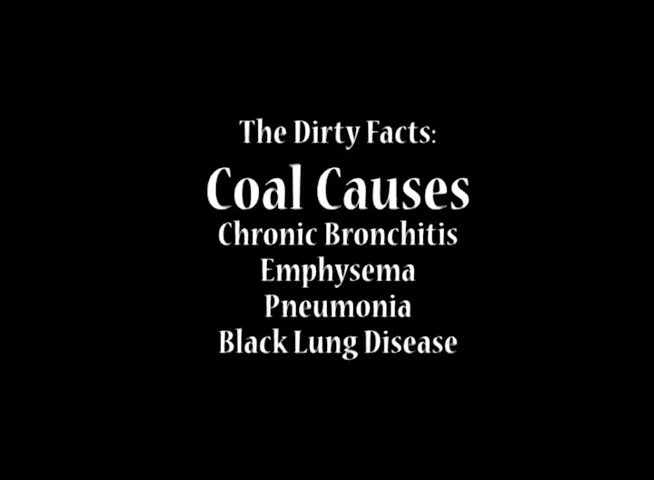 The Dirty Facts:
Coal Causes
Chronic Bronchitis
Emphysema
Pneumonia
Black Lung Disease